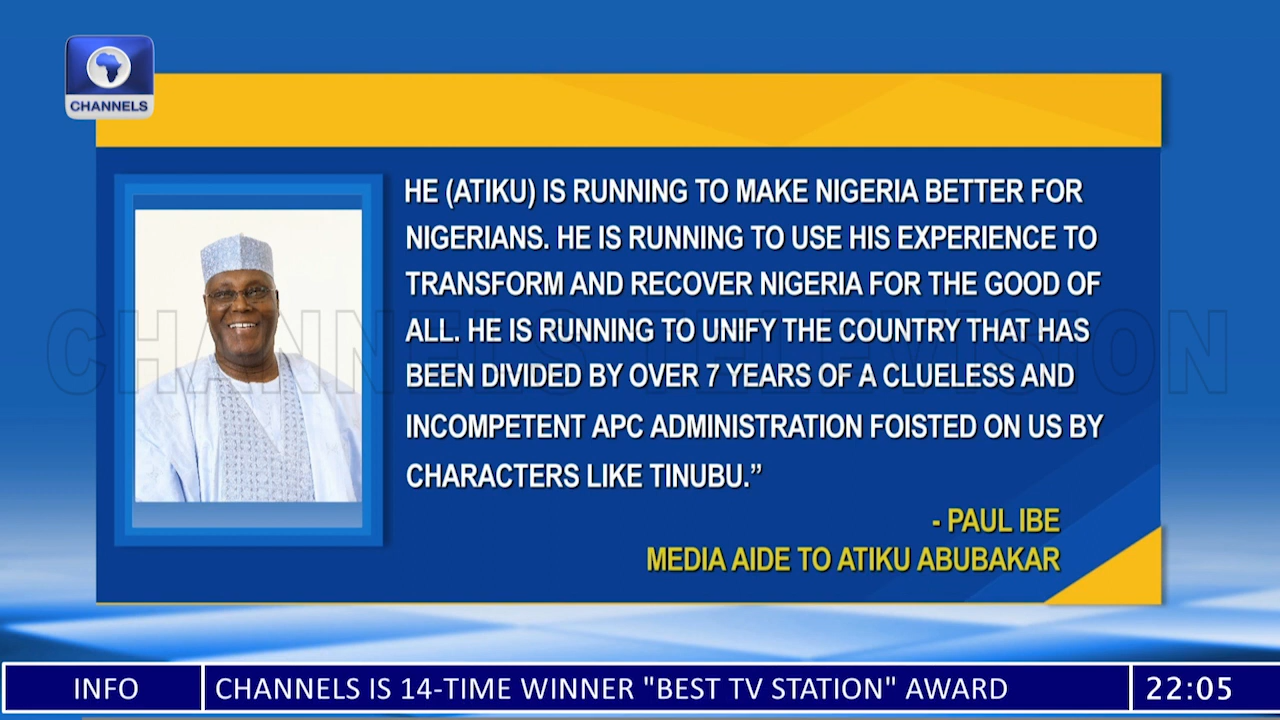 CHANNELS
HE (ATIKU) IS RUNNING TO MAKE NIGERIA BETTER FOR
NIGERIANS. HE IS RUNNING TO USE HIS EXPERIENCE TO
TRANSFORM AND RECOVER NIGERIA FOR THE GOOD OF
ALL. HE IS RUNNING TO UNIFY THE COUNTRY THAT HAS
BEEN DIVIDED BY OVER 7 YEARS OF A CLUELESS AND
INCOMPETENT APC ADMINISTRATION FOISTED ON US BY
CHARACTERS LIKE TINUBU.”
- PAUL IBE
MEDIA AIDE TO ATIKU ABUBAKAR
CHANNELS TELEVISION
INFO
CHANNELS IS 14-TIME WINNER "BEST TV STATION" AWARD
22:05